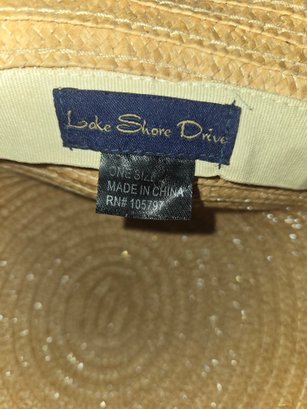 Lake Shore Drive
ONE SIZE
MADE IN CHINA
RN# 105797